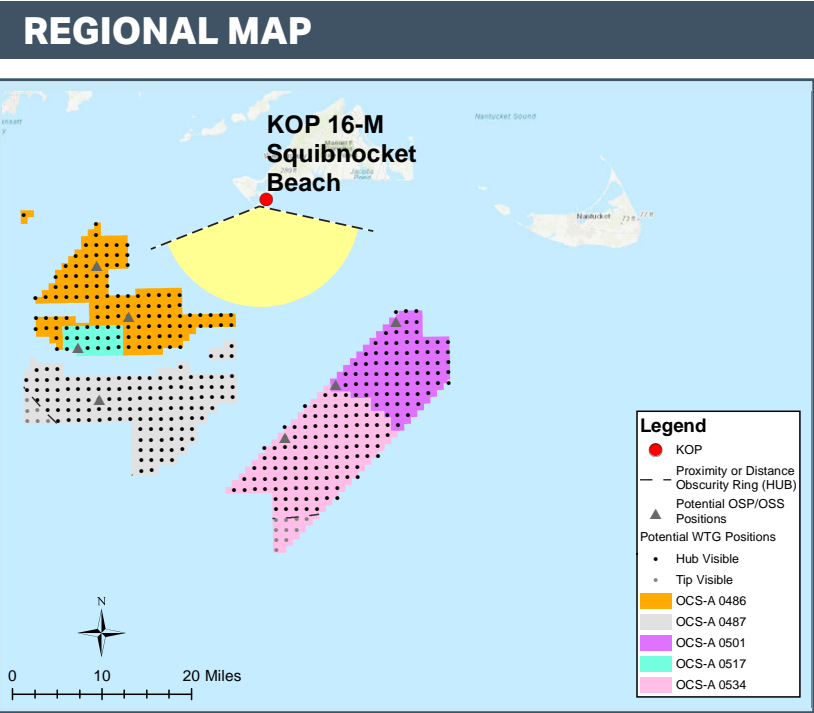 REGIONAL MAP
Nantucket Sound
KOP 16-M
Squibnocket
Beach
Nantucket
Legend
KOP
Proximity or Distance
Obscurity Ring (HUB)
Potential OSP/OSS
Positions
Potential WTG Positions
Hub Visible
Tip Visible
OCS-A 0486
OCS-A 0487
OCS-A 0501
OCS-A 0517
OCS-A 0534
N
0 10 20 Miles